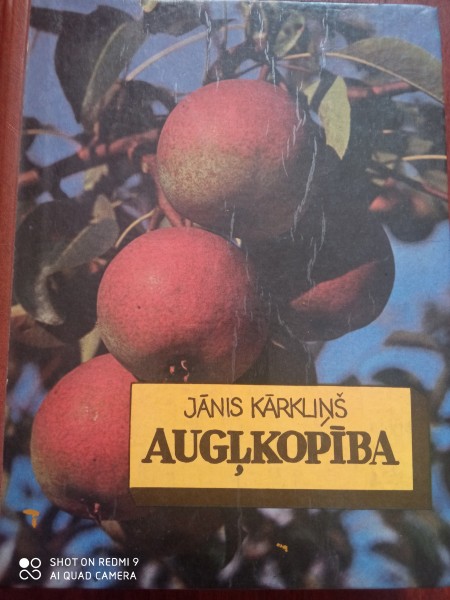 JĀNIS KĀRKLIŅŠ
AUGĻKOPĪBA
SHOT ON REDMI 9
AI QUAD CAMERA